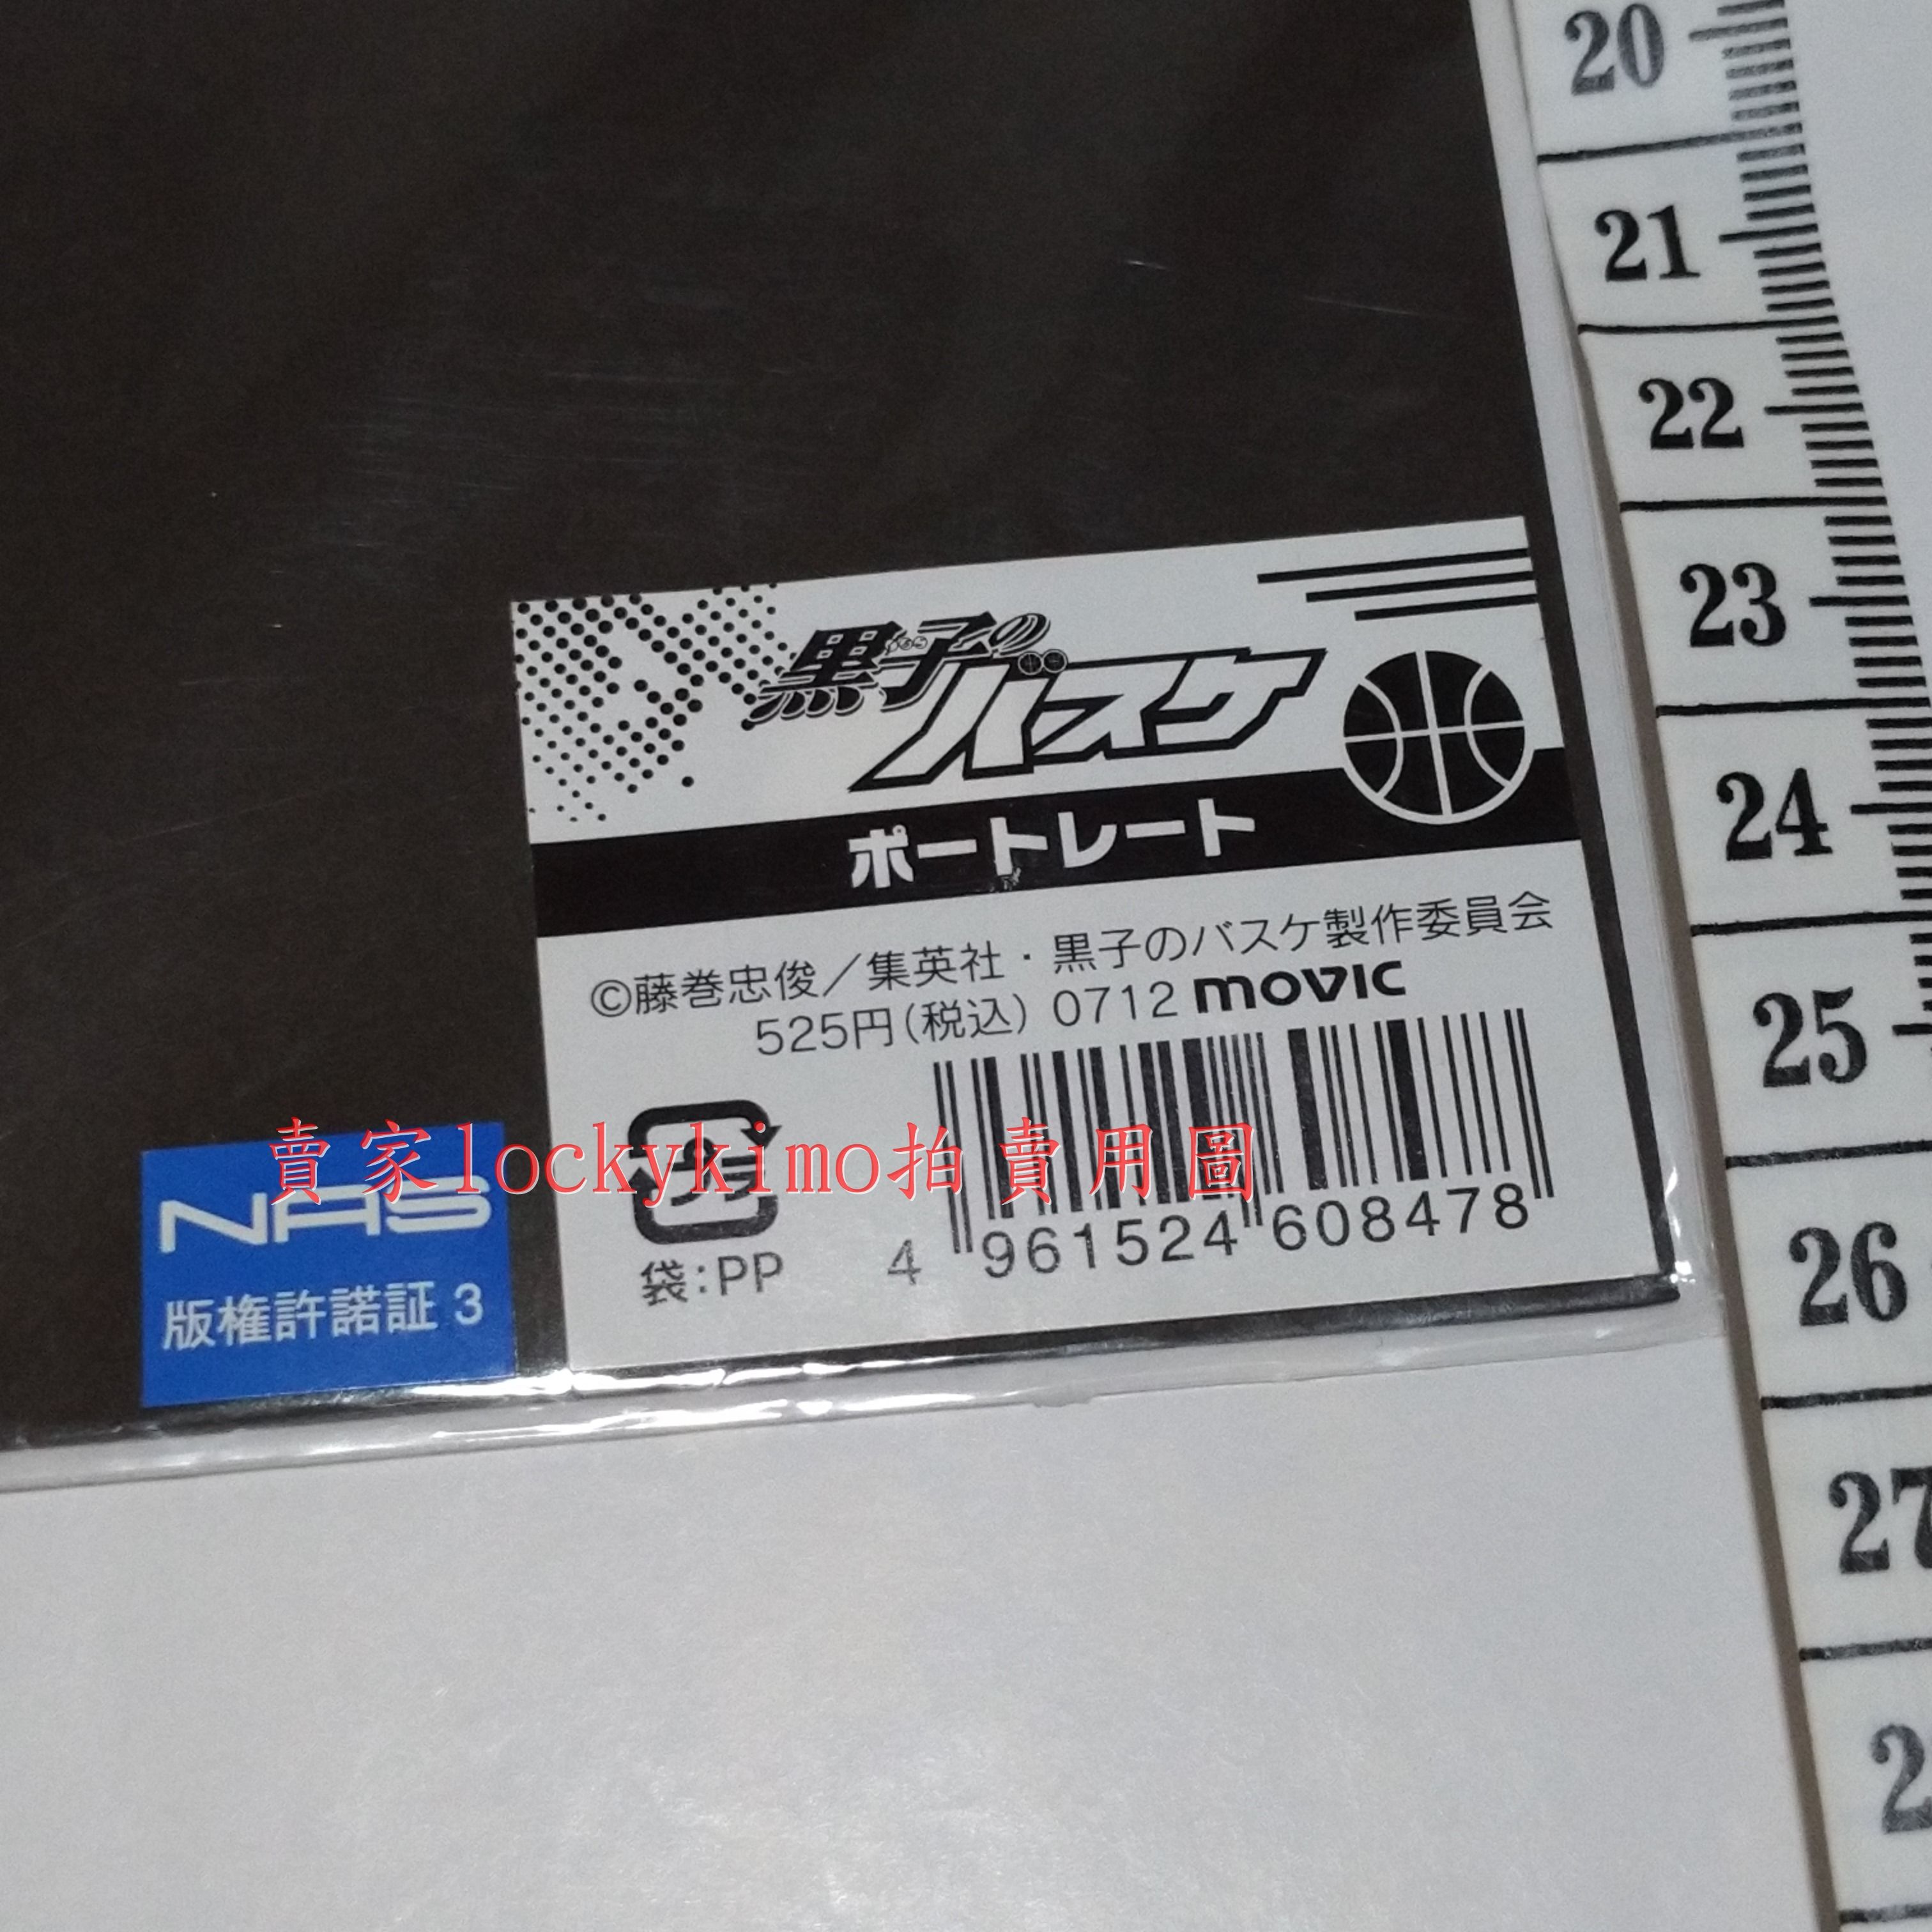 黒子の
バスケ
ポートレート
©藤巻忠俊／集英社・黒子のバスケ製作委員会
525円(税込) 0712 movic
袋:PP
4 961524 608478
NAS
版権許諾証3
賣家lockykimo拍賣用圖
20
21
22
23
24
25
26
27